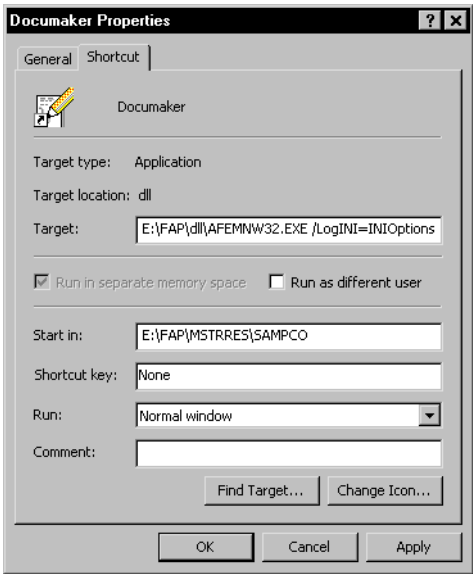 Documaker Properties
General Shortcut
Documaker
Target type: Application
Target location: dll
Target: E:\FAP\dll\AFEMNW32.EXE /LogINI=INIOptions
Run in separate memory space Run as different user
Start in: E:\FAP\MSTRRES\SAMPCO
Shortcut key: None
Run: Normal window
Comment:
Find Target... Change Icon...
OK Cancel Apply